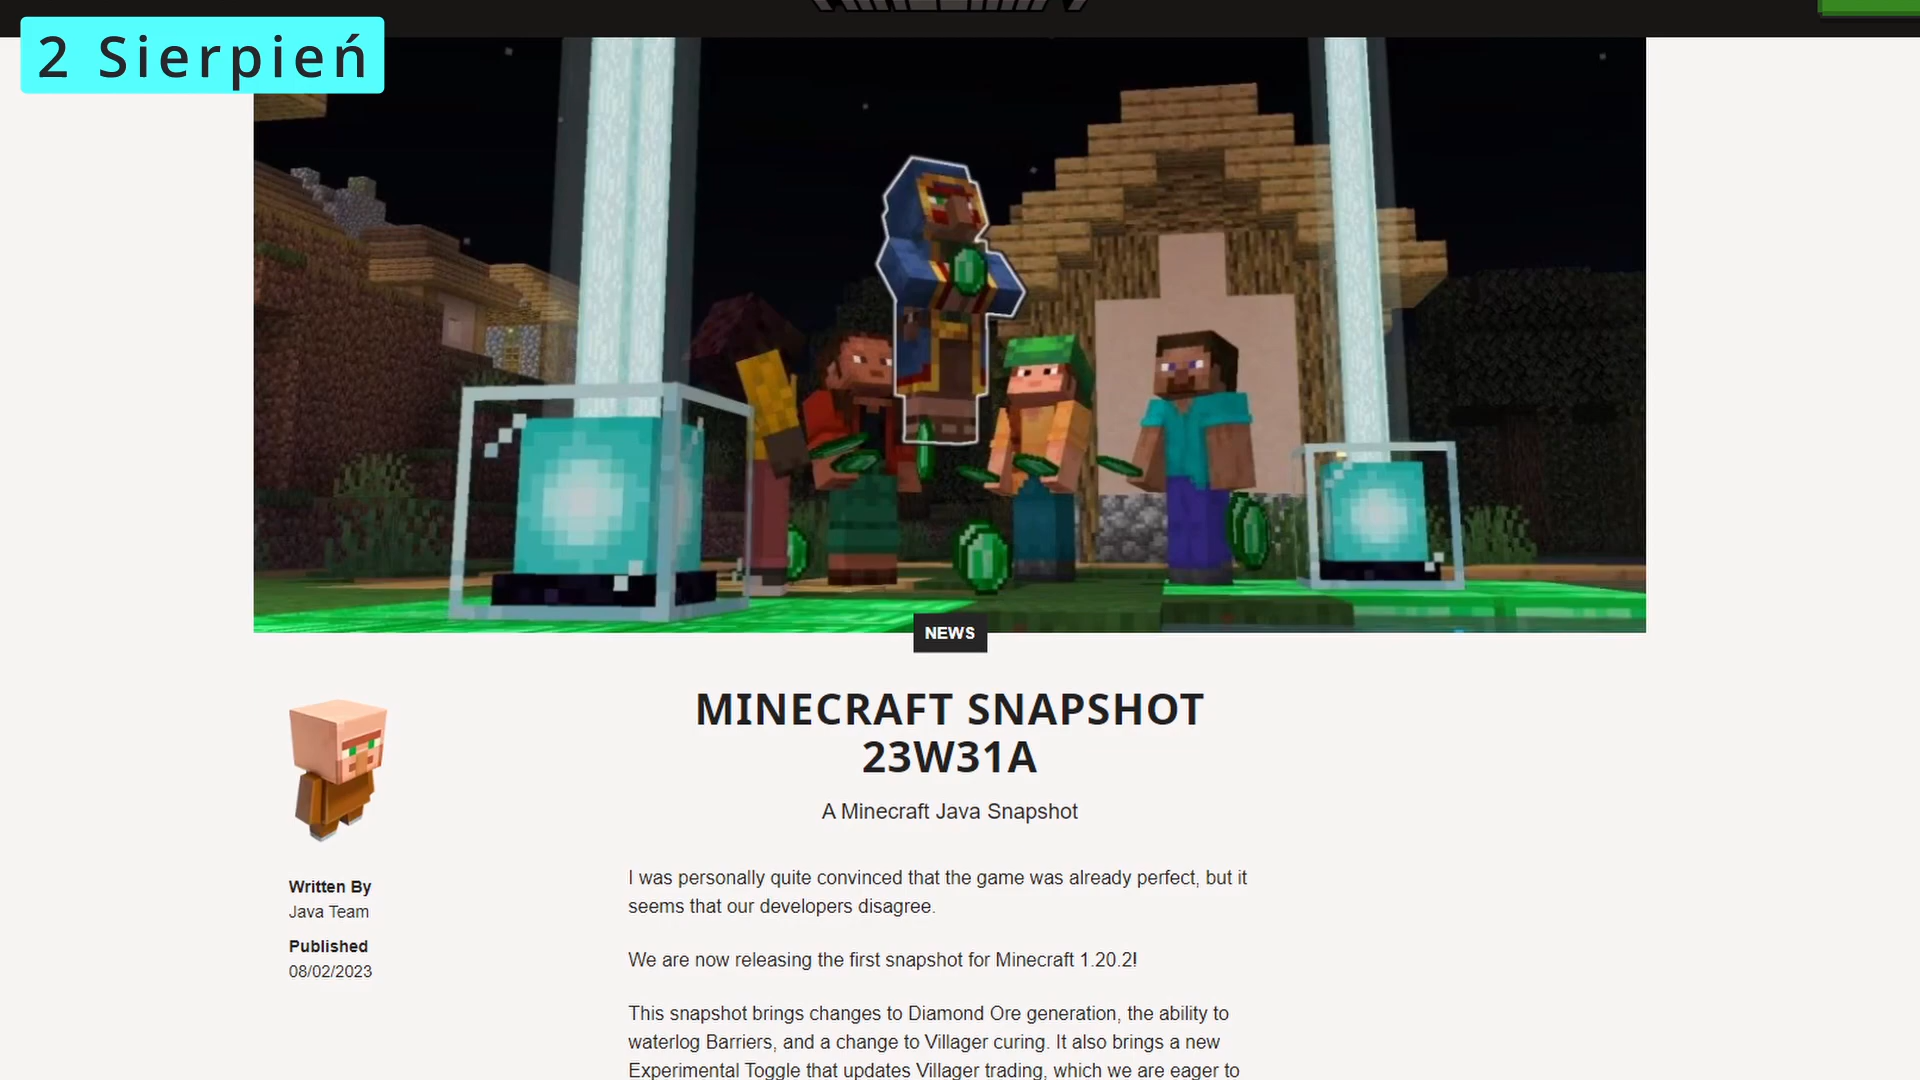 2 Sierpień
NEWS
MINECRAFT SNAPSHOT
23W31A
A Minecraft Java Snapshot
Written By
Java Team
Published
08/02/2023
I was personally quite convinced that the game was already perfect, but it
seems that our developers disagree.
We are now releasing the first snapshot for Minecraft 1.20.2!
This snapshot brings changes to Diamond Ore generation, the ability to
waterlog Barriers, and a change to Villager curing. It also brings a new
Experimental Toggle that updates Villager trading, which we are eager to